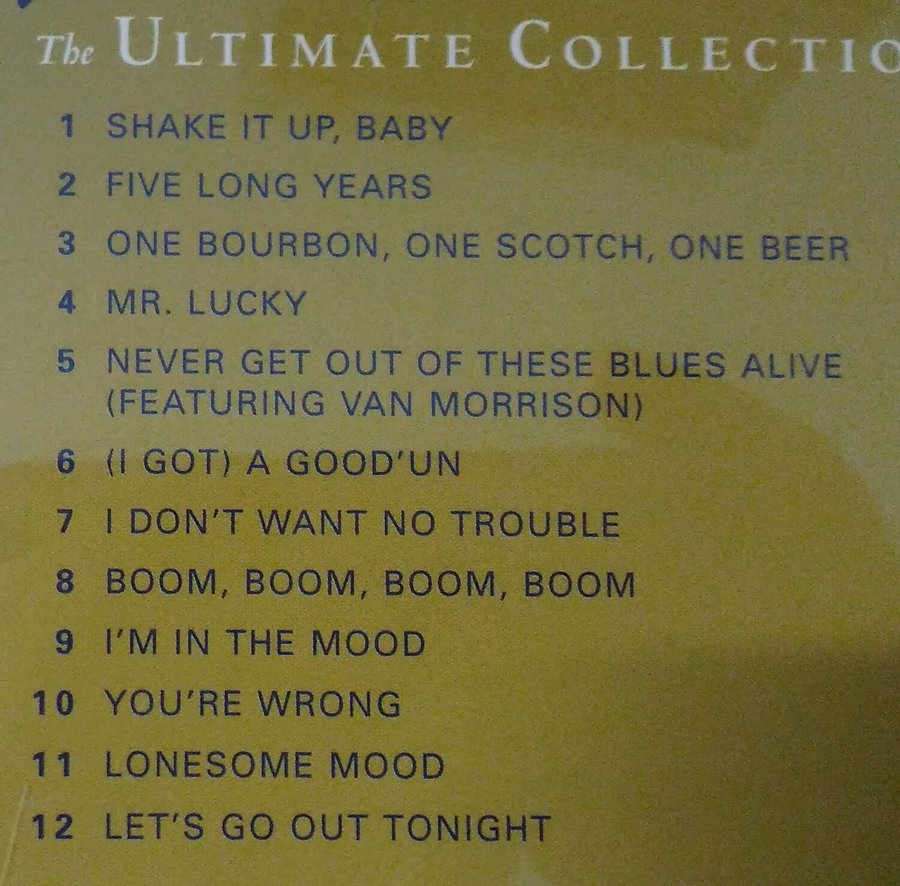 The ULTIMATE COLLECTIO
1 SHAKE IT UP, BABY
2 FIVE LONG YEARS
3 ONE BOURBON, ONE SCOTCH, ONE BEER
4 MR. LUCKY
5 NEVER GET OUT OF THESE BLUES ALIVE
(FEATURING VAN MORRISON)
6 (I GOT) A GOOD'UN
7 I DON'T WANT NO TROUBLE
8 BOOM, BOOM, BOOM, BOOM
9 I'M IN THE MOOD
10 YOU'RE WRONG
11 LONESOME MOOD
12 LET'S GO OUT TONIGHT